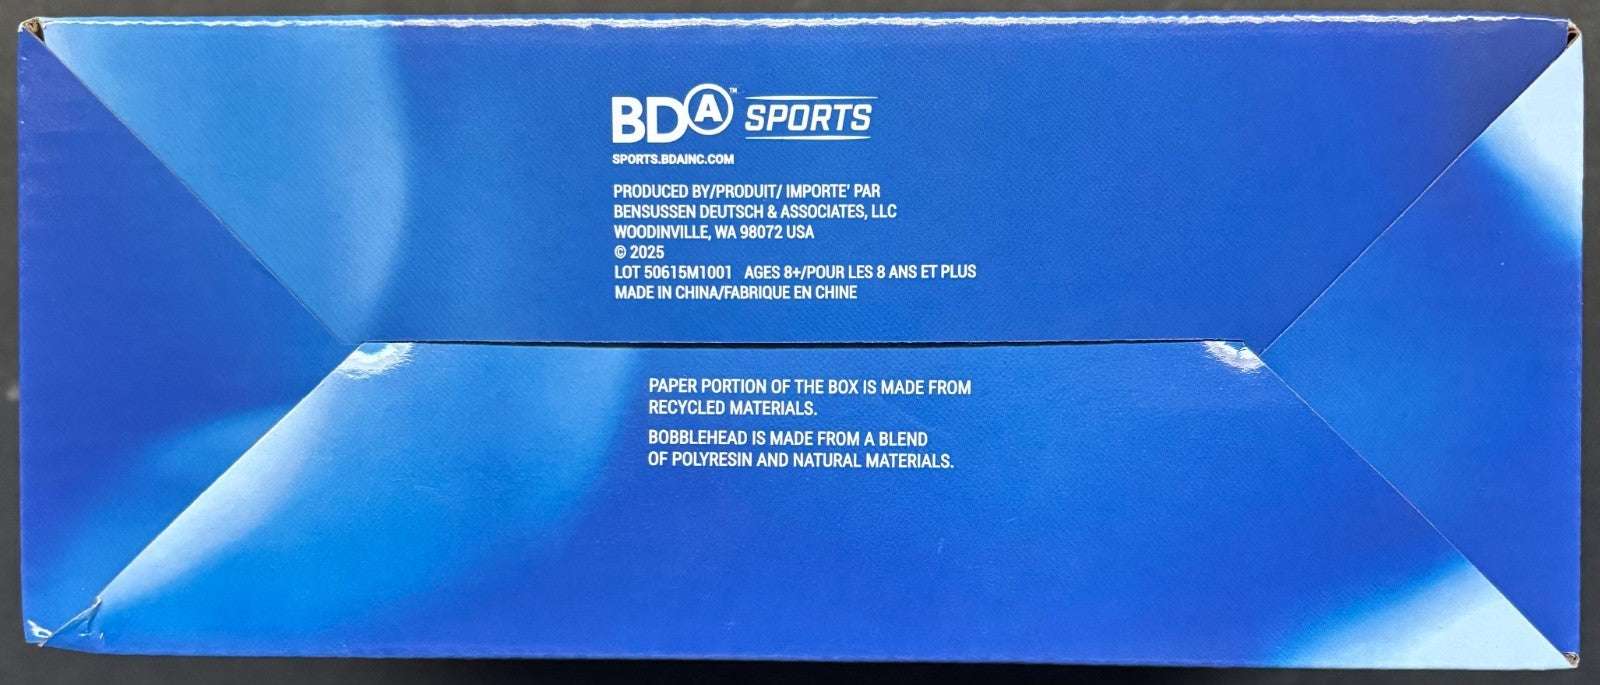 BDA™ SPORTS
SPORTS.BDAINC.COM
PRODUCED BY/PRODUIT/ IMPORTE' PAR
BENSUSSEN DEUTSCH & ASSOCIATES, LLC
WOODINVILLE, WA 98072 USA
© 2025
LOT 50615M1001 AGES 8+/POUR LES 8 ANS ET PLUS
MADE IN CHINA/FABRIQUE EN CHINE
PAPER PORTION OF THE BOX IS MADE FROM
RECYCLED MATERIALS.
BOBBLEHEAD IS MADE FROM A BLEND
OF POLYRESIN AND NATURAL MATERIALS.